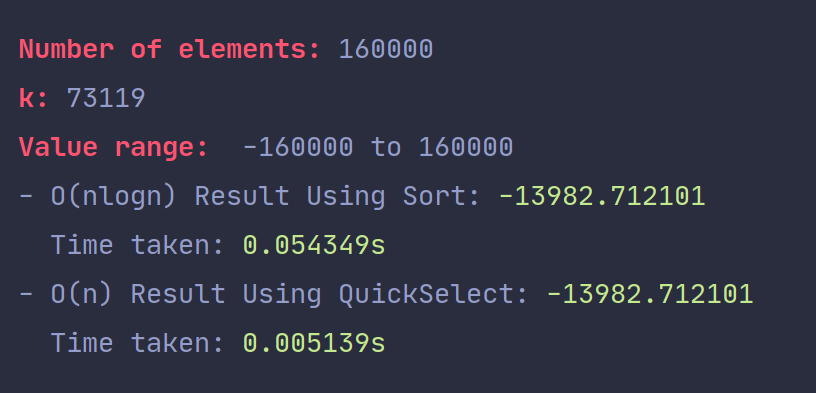 Number of elements: 160000
k: 73119
Value range:  -160000 to 160000
- O(nlogn) Result Using Sort: -13982.712101
  Time taken: 0.054349s
- O(n) Result Using QuickSelect: -13982.712101
  Time taken: 0.005139s